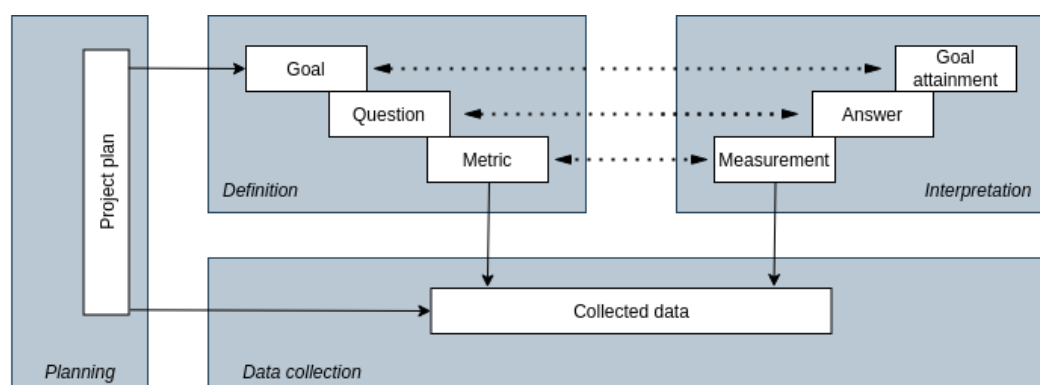 Project plan
Planning
Goal
Question
Metric
Definition
Goal
attainment
Answer
Measurement
Interpretation
Collected data
Data collection